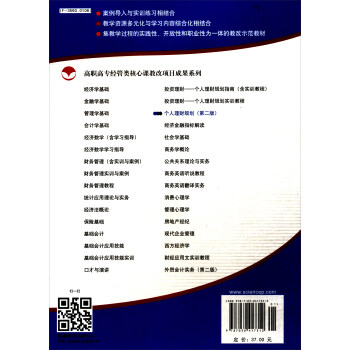 案例导入与实训练习相结合
教学资源多元化与学习内容综合化相结合
集教学过程的实践性、开放性和职业性为一体的教改示范教材
高职高专经管类核心课教改项目成果系列
经济学基础
金融学基础
管理学基础
会计学基础
经济数学（含学习指导）
经济数学学习指导
财务管理（含实训与案例）
财务管理实训与案例
财务管理教程
统计应用理论与实务
经济法概论
保险基础
基础会计
基础会计应用技能
基础会计应用技能实训
口才与演讲
投资理财——个人理财规划指南（含实训教程）
投资理财——个人理财规划实训教程
个人理财规划（第二版）
经济金融指标解读
社会学基础
商务学概论
公共关系理论与实务
商务英语听说教程
商务英语翻译实务
消费心理学
管理心理学
房地产经纪
现代企业管理
西方经济学
财经应用文实训教程
外贸会计实务（第二版）
扫一扫
www.sciencep.com
定 价：37.00 元